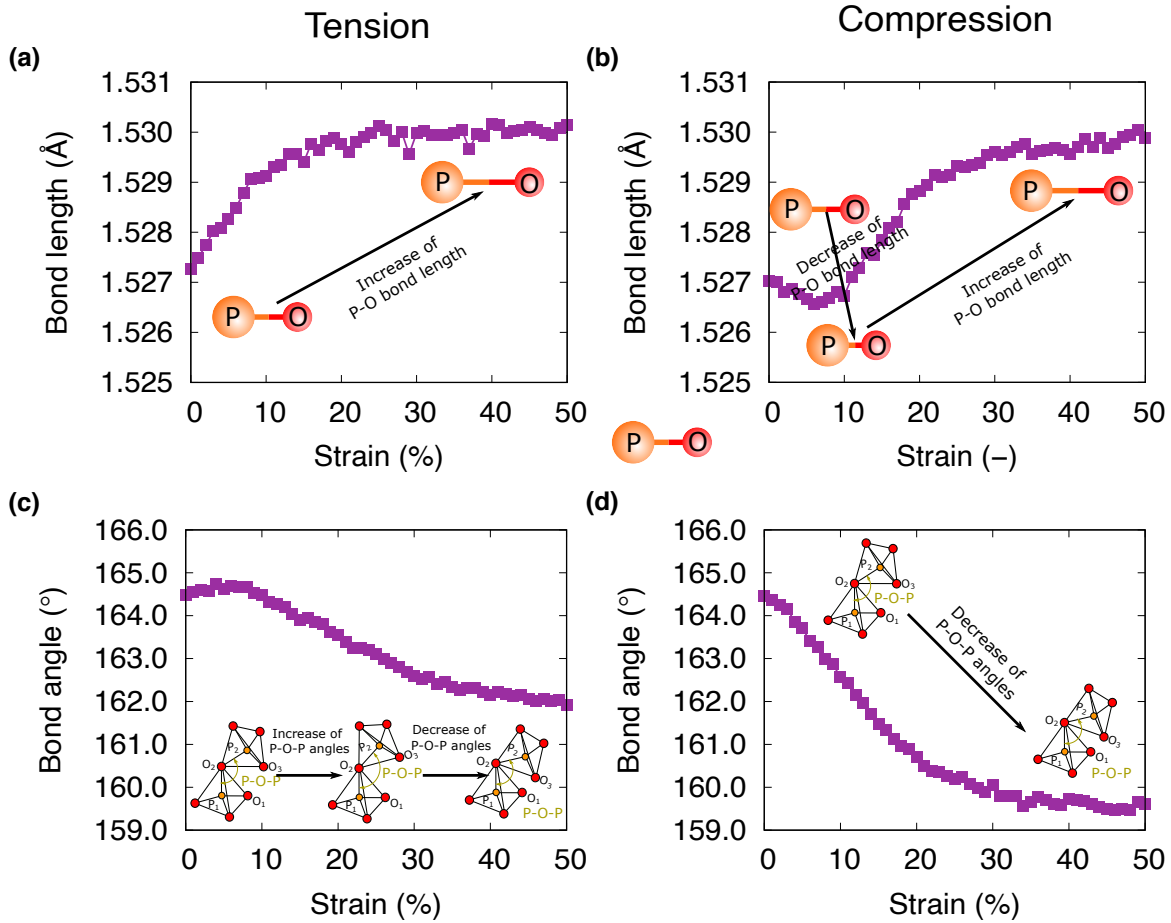 Tension
Compression
(a)
(b)
1.531
1.530
1.529
1.528
1.527
1.526
1.525
Bond length (Å)
P
O
Increase of
P-O bond length
P
O
0 10 20 30 40 50
Strain (%)
1.531
1.530
1.529
1.528
1.527
1.526
1.525
Bond length (Å)
P
O
Decrease of
P-O bond length
P
O
Increase of
P-O bond length
P
O
0 10 20 30 40 50
Strain (–)
P
O
(c)
(d)
166.0
165.0
164.0
163.0
162.0
161.0
160.0
159.0
Bond angle (°)
P₂
O₂
O₃
P-O-P
P₁
O₁
Increase of
P-O-P angles
P₂
O₃
O₂
P-O-P
P₁
O₁
Decrease of
P-O-P angles
P₂
O₂
O₃
P₁
O₁
P-O-P
0 10 20 30 40 50
Strain (%)
166.0
165.0
164.0
163.0
162.0
161.0
160.0
159.0
Bond angle (°)
P₂
O₂
O₃
P-O-P
P₁
O₁
Decrease of
P-O-P angles
P₂
O₂
O₃
P₁
O₁
P-O-P
0 10 20 30 40 50
Strain (%)